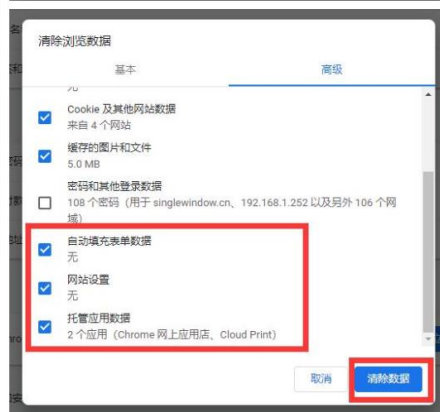 清除浏览数据
基本
高级
无
Cookie 及其他网站数据
来自 4 个网站
缓存的图片和文件
5.0 MB
密码和其他登录数据
108 个密码（用于 singlewindow.cn、192.168.1.252 以及另外 106 个网
域）
自动填充表单数据
无
网站设置
无
托管应用数据
2 个应用（Chrome 网上应用店、Cloud Print）
取消
清除数据